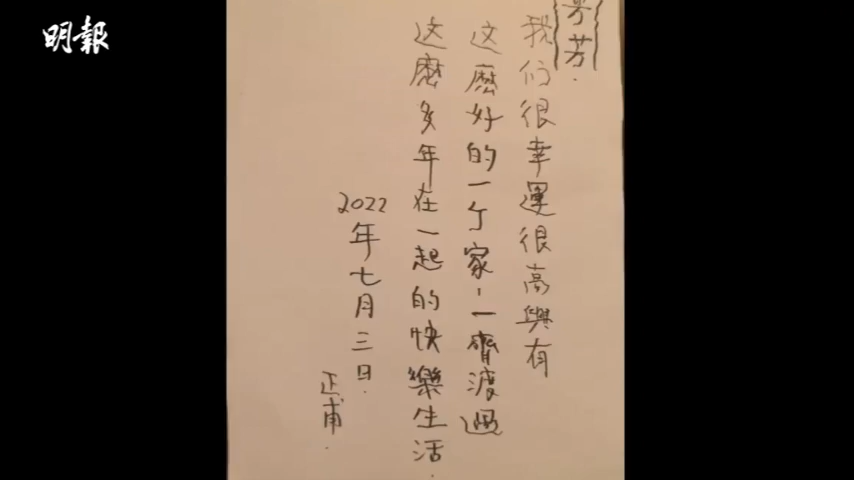 明報
芳芳．
我们很幸運很高興有
这麽好的一个家，一齊渡過
这麽多年在一起的快樂生活．
2022年七月三日．
正甫．